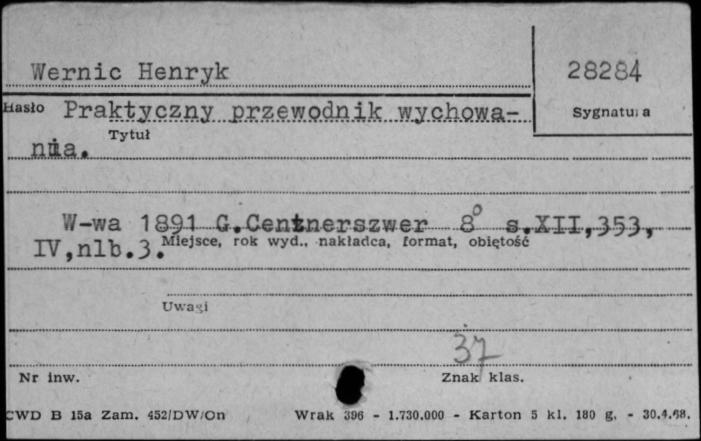 Wernic Henryk
28284
Hasło Praktyczny przewodnik wychowa-
Sygnatura
Tytuł
nia.
W-wa 1891 G.Centnerszwer 8° s.XII,353,
Miejsce, rok wyd., nakładca, format, objętość
IV,nlb.3.
Uwagi
37
Nr inw.
Znak klas.
CWD B 15a Zam. 452/DW/On Wrak 396 - 1.730.000 - Karton 5 kl. 180 g. - 30.4.68.